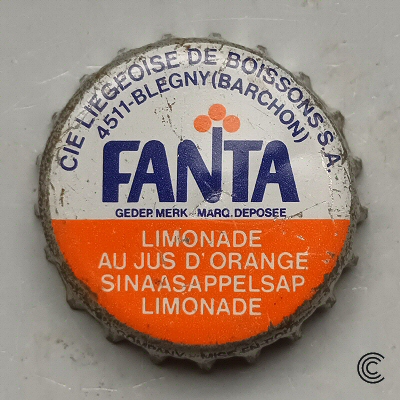 CIE LIEGEOISE DE BOISSONS S.A.
4511-BLEGNY(BARCHON)
FANTA
GEDEP. MERK - MARQ. DEPOSEE
LIMONADE
AU JUS D'ORANGE
SINAASAPPELSAP
LIMONADE